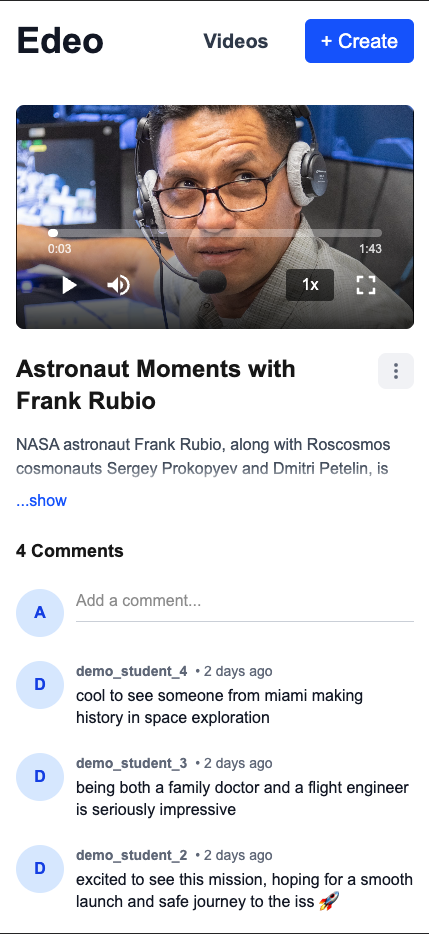 Edeo
Videos
+ Create
0:03
1:43
1x
Astronaut Moments with
Frank Rubio
NASA astronaut Frank Rubio, along with Roscosmos
cosmonauts Sergey Prokopyev and Dmitri Petelin, is
...show
4 Comments
A
Add a comment...
D
demo_student_4 • 2 days ago
cool to see someone from miami making
history in space exploration
D
demo_student_3 • 2 days ago
being both a family doctor and a flight engineer
is seriously impressive
D
demo_student_2 • 2 days ago
excited to see this mission, hoping for a smooth
launch and safe journey to the iss 🚀